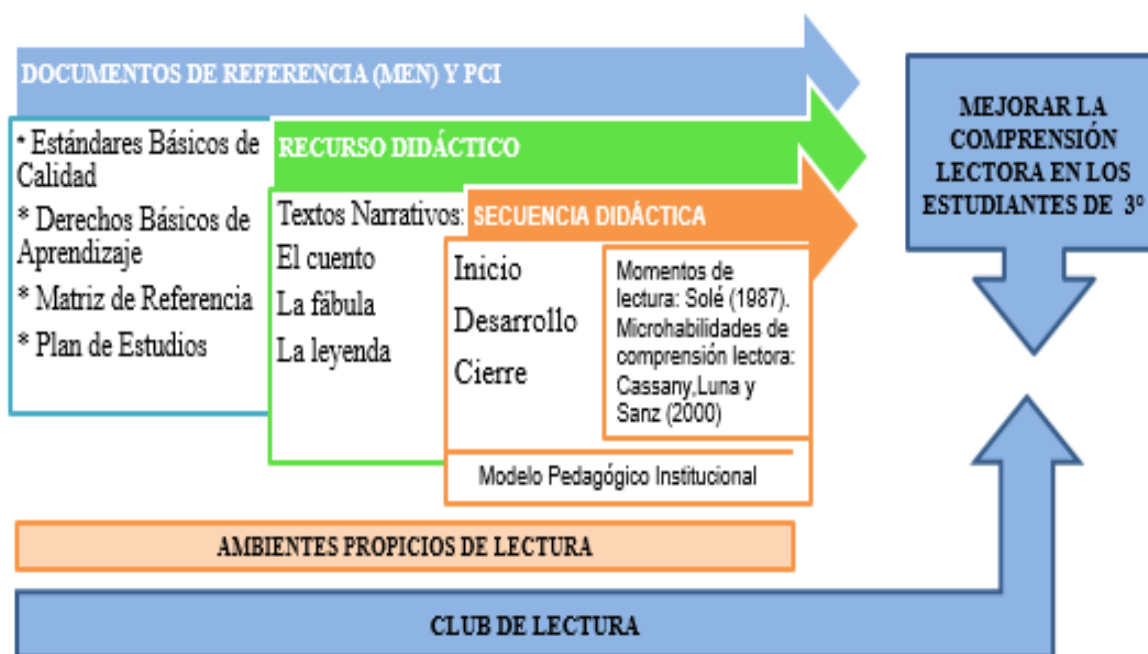 DOCUMENTOS DE REFERENCIA (MEN) Y PCI
* Estándares Básicos de
Calidad
* Derechos Básicos de
Aprendizaje
* Matriz de Referencia
* Plan de Estudios
RECURSO DIDÁCTICO
Textos Narrativos:
El cuento
La fábula
La leyenda
SECUENCIA DIDÁCTICA
Inicio
Desarrollo
Cierre
Momentos de
lectura: Solé (1987).
Microhabilidades de
comprensión lectora:
Cassany,Luna y
Sanz (2000)
Modelo Pedagógico Institucional
MEJORAR LA
COMPRENSIÓN
LECTORA EN LOS
ESTUDIANTES DE 3º
AMBIENTES PROPICIOS DE LECTURA
CLUB DE LECTURA